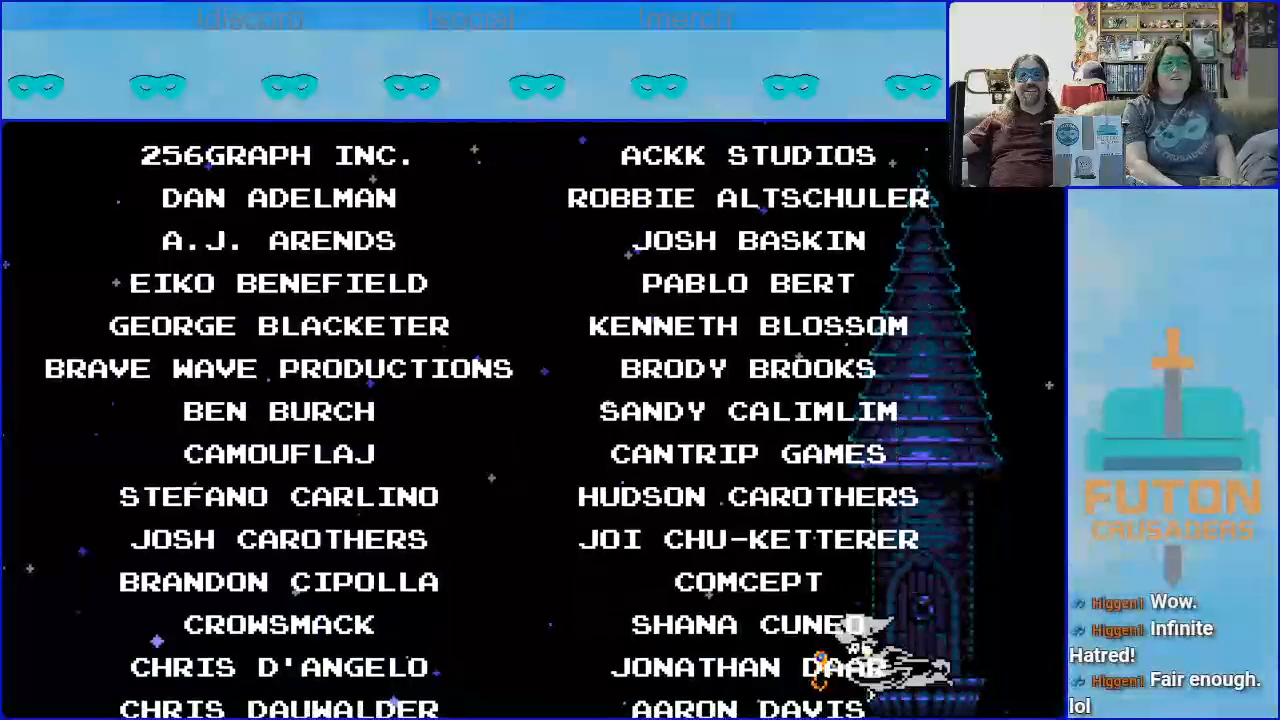 !discord !social !merch
256GRAPH INC. ACKK STUDIOS
DAN ADELMAN ROBBIE ALTSCHULER
A.J. ARENDS JOSH BASKIN
EIKO BENEFIELD PABLO BERT
GEORGE BLACKETER KENNETH BLOSSOM
BRAVE WAVE PRODUCTIONS BRODY BROOKS
BEN BURCH SANDY CALIMLIM
CAMOUFLAJ CANTRIP GAMES
STEFANO CARLINO HUDSON CAROTHERS
JOSH CAROTHERS JOI CHU-KETTERER
BRANDON CIPOLLA COMCEPT
CROWSMACK SHANA CUNEO
CHRIS D'ANGELO JONATHAN DAAR
CHRIS DAUWALDER AARON DAVIS
FUTON
CRUSADERS
Higgen1 Wow.
Higgen1 Infinite
Hatred!
Higgen1 Fair enough.
lol